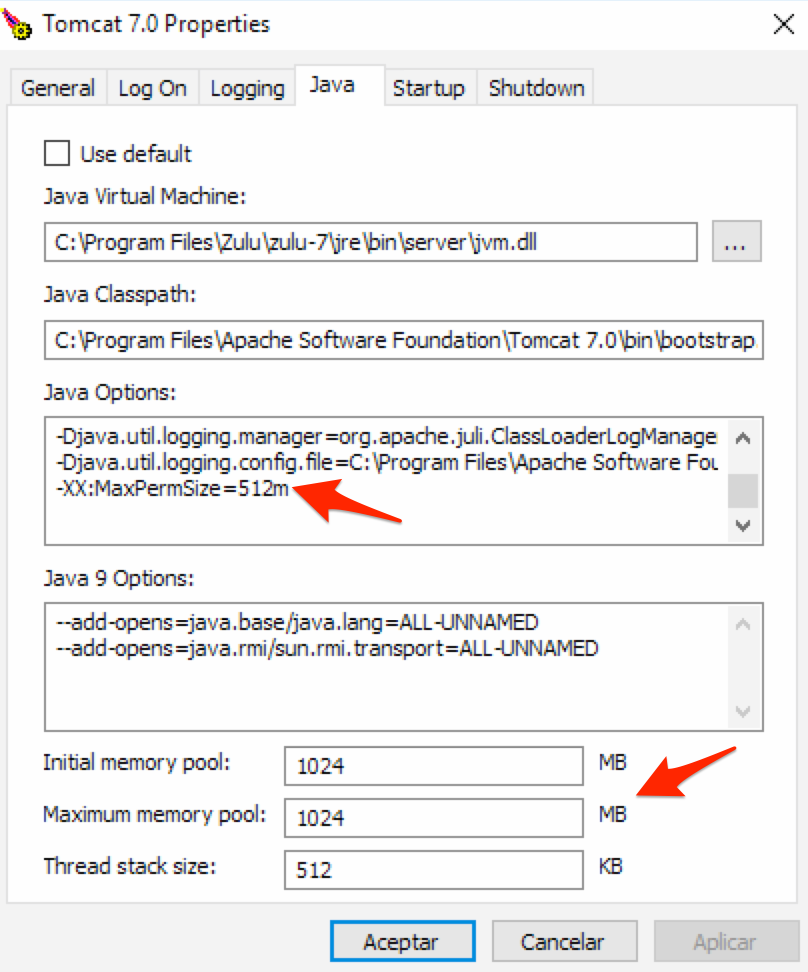 Tomcat 7.0 Properties
General Log On Logging Java Startup Shutdown
Use default
Java Virtual Machine:
C:\Program Files\Zulu\zulu-7\jre\bin\server\jvm.dll
...
Java Classpath:
C:\Program Files\Apache Software Foundation\Tomcat 7.0\bin\bootstrap
Java Options:
-Djava.util.logging.manager=org.apache.juli.ClassLoaderLogManage
-Djava.util.logging.config.file=C:\Program Files\Apache Software Fou
-XX:MaxPermSize=512m
Java 9 Options:
--add-opens=java.base/java.lang=ALL-UNNAMED
--add-opens=java.rmi/sun.rmi.transport=ALL-UNNAMED
Initial memory pool: 1024 MB
Maximum memory pool: 1024 MB
Thread stack size: 512 KB
Aceptar Cancelar Aplicar